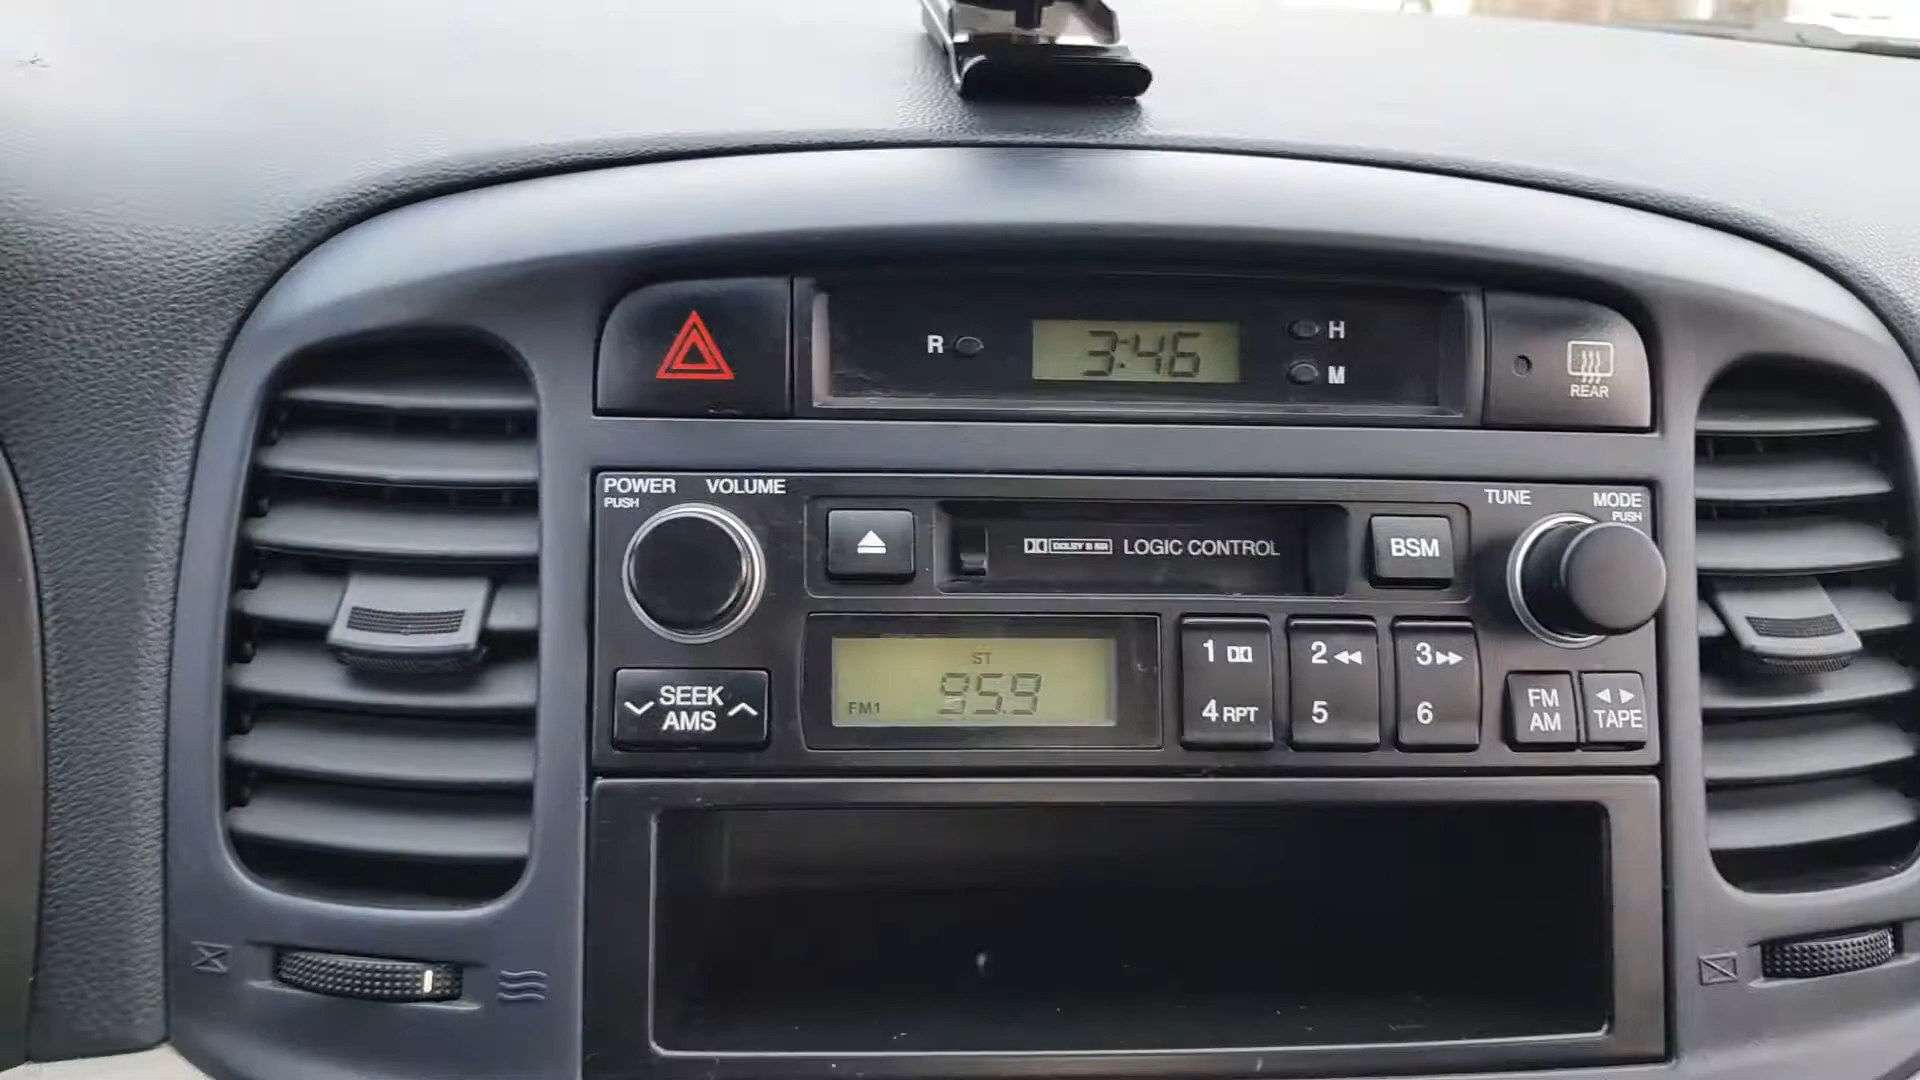 R 3:46 H
M
REAR
POWER VOLUME
PUSH
TUNE MODE
PUSH
DOLBY B NR LOGIC CONTROL
BSM
SEEK
AMS
ST
FM1 95.9
1 2 3
4 RPT 5 6
FM
AM
TAPE